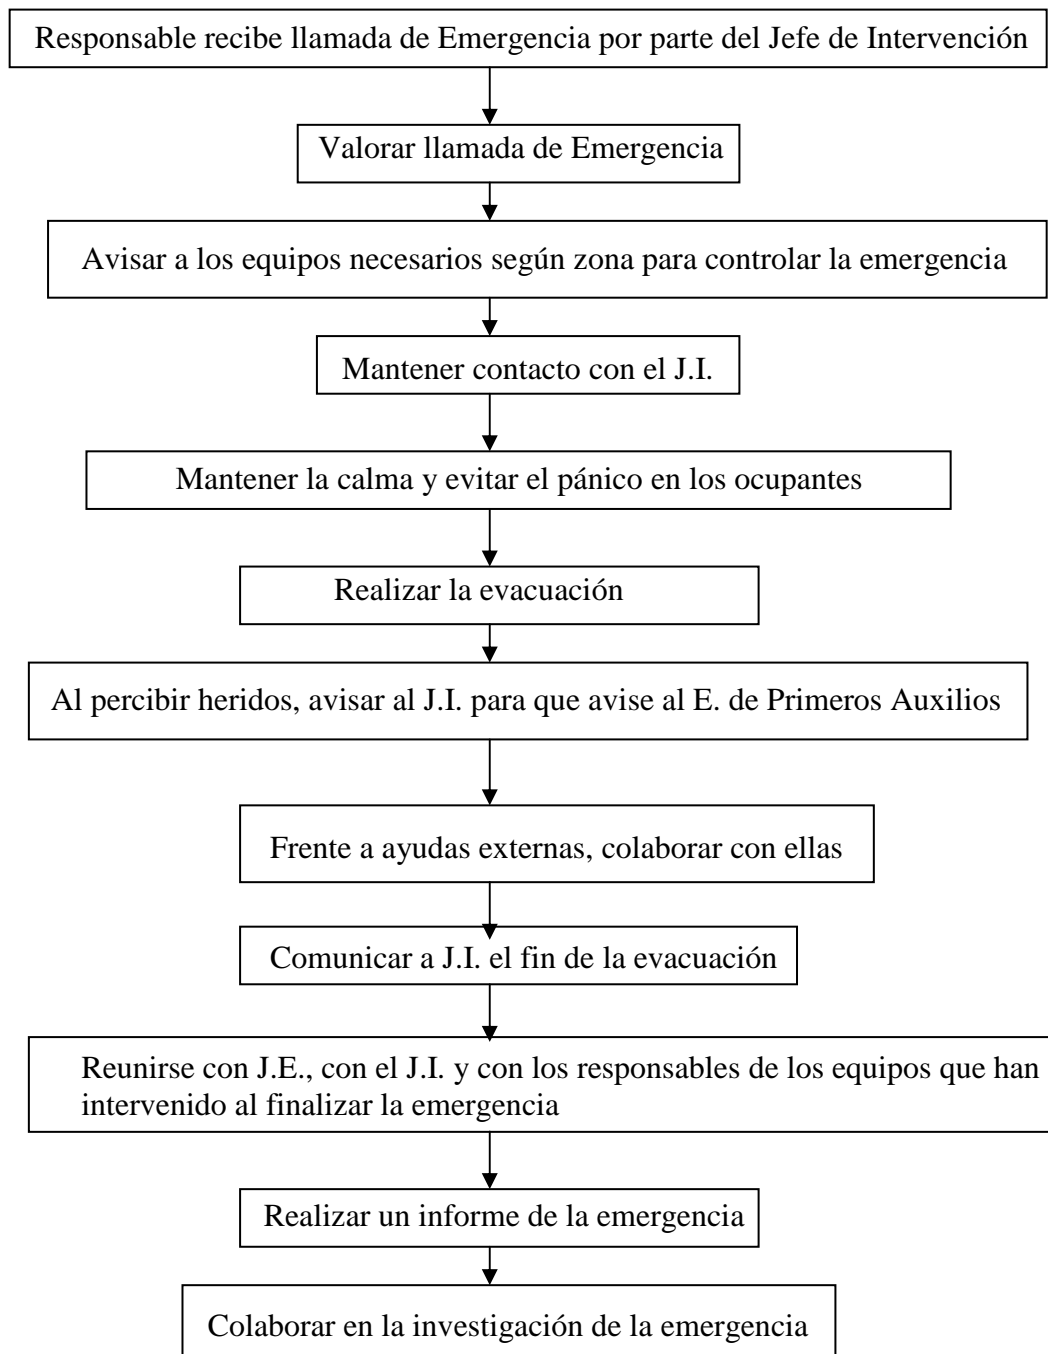 Responsable recibe llamada de Emergencia por parte del Jefe de Intervención
Valorar llamada de Emergencia
Avisar a los equipos necesarios según zona para controlar la emergencia
Mantener contacto con el J.I.
Mantener la calma y evitar el pánico en los ocupantes
Realizar la evacuación
Al percibir heridos, avisar al J.I. para que avise al E. de Primeros Auxilios
Frente a ayudas externas, colaborar con ellas
Comunicar a J.I. el fin de la evacuación
Reunirse con J.E., con el J.I. y con los responsables de los equipos que han
intervenido al finalizar la emergencia
Realizar un informe de la emergencia
Colaborar en la investigación de la emergencia